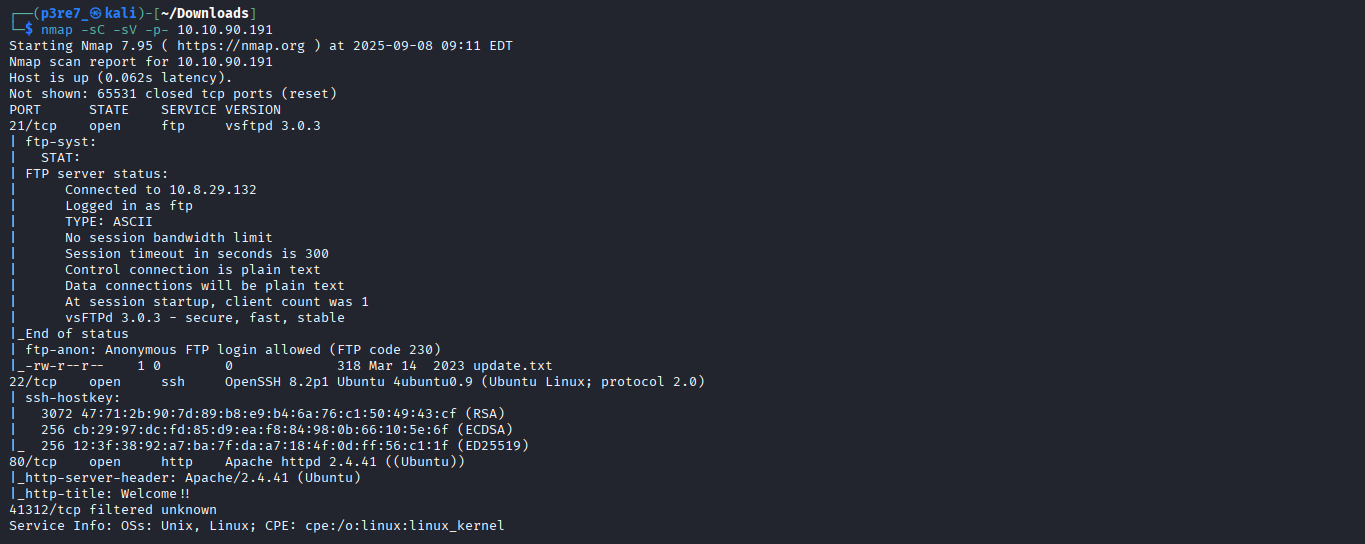 ┌──(p3re7_㉿kali)-[~/Downloads]
└─$ nmap -sC -sV -p- 10.10.90.191
Starting Nmap 7.95 ( https://nmap.org ) at 2025-09-08 09:11 EDT
Nmap scan report for 10.10.90.191
Host is up (0.062s latency).
Not shown: 65531 closed tcp ports (reset)
PORT      STATE    SERVICE VERSION
21/tcp    open     ftp     vsftpd 3.0.3
| ftp-syst:
|   STAT:
| FTP server status:
|      Connected to 10.8.29.132
|      Logged in as ftp
|      TYPE: ASCII
|      No session bandwidth limit
|      Session timeout in seconds is 300
|      Control connection is plain text
|      Data connections will be plain text
|      At session startup, client count was 1
|      vsFTPd 3.0.3 - secure, fast, stable
|_End of status
| ftp-anon: Anonymous FTP login allowed (FTP code 230)
|_-rw-r--r--    1 0        0             318 Mar 14  2023 update.txt
22/tcp    open     ssh     OpenSSH 8.2p1 Ubuntu 4ubuntu0.9 (Ubuntu Linux; protocol 2.0)
| ssh-hostkey:
|   3072 47:71:2b:90:7d:89:b8:e9:b4:6a:76:c1:50:49:43:cf (RSA)
|   256 cb:29:97:dc:fd:85:d9:ea:f8:84:98:0b:66:10:5e:6f (ECDSA)
|_  256 12:3f:38:92:a7:ba:7f:da:a7:18:4f:0d:ff:56:c1:1f (ED25519)
80/tcp    open     http    Apache httpd 2.4.41 ((Ubuntu))
|_http-server-header: Apache/2.4.41 (Ubuntu)
|_http-title: Welcome!!
41312/tcp filtered unknown
Service Info: OSs: Unix, Linux; CPE: cpe:/o:linux:linux_kernel